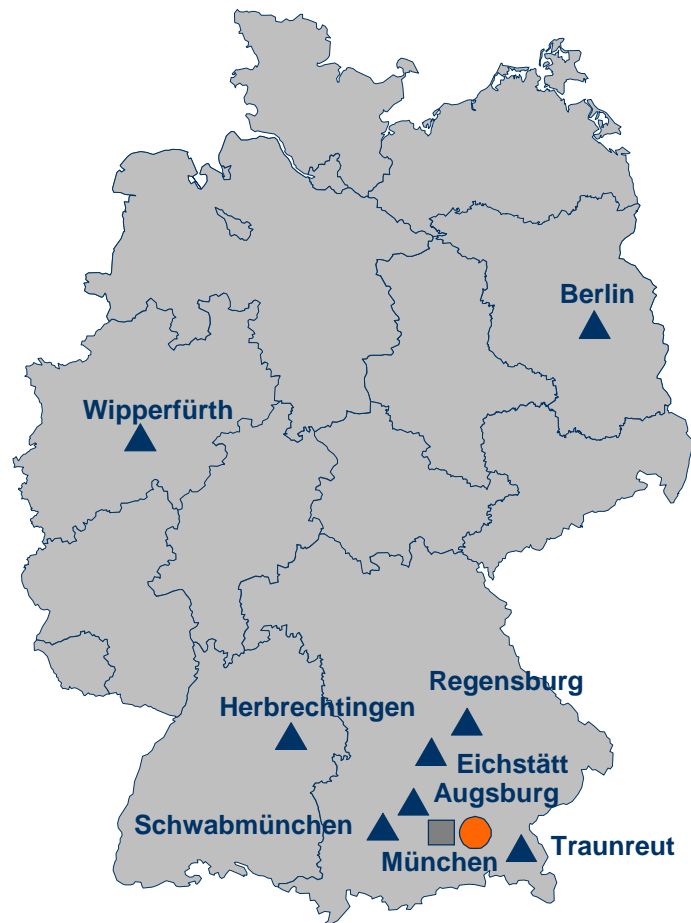 Berlin
Wipperfürth
Regensburg
Herbrechtingen
Eichstätt
Augsburg
Schwabmünchen
Traunreut
München